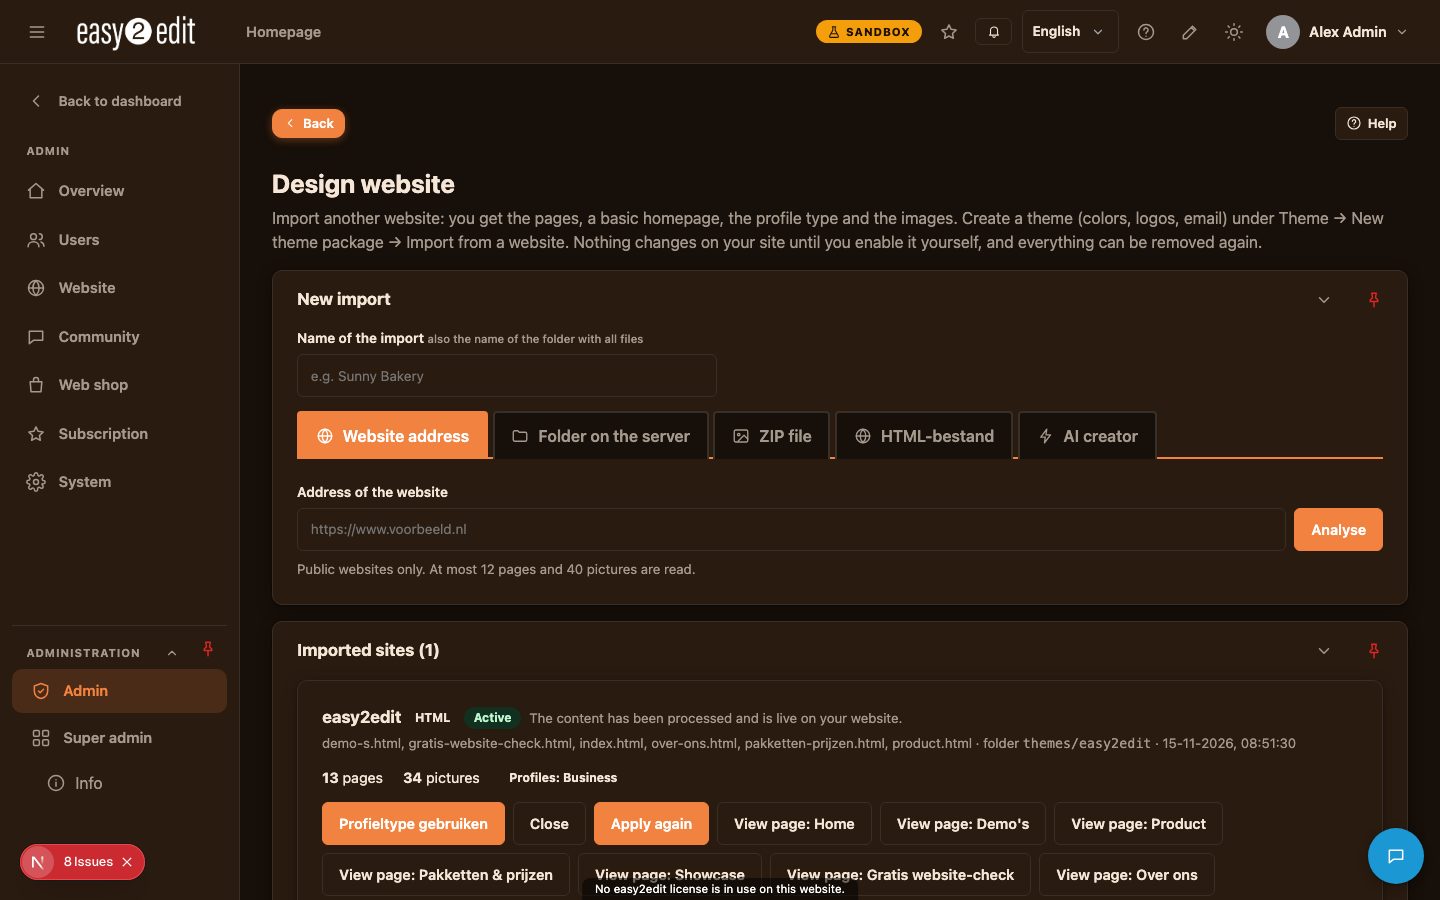 easy2edit
Homepage
SANDBOX
English
A
Alex Admin
Back to dashboard
ADMIN
Overview
Users
Website
Community
Web shop
Subscription
System
ADMINISTRATION
Admin
Super admin
Info
N
8 Issues
Back
Help
Design website
Import another website: you get the pages, a basic homepage, the profile type and the images. Create a theme (colors, logos, email) under Theme → New
theme package → Import from a website. Nothing changes on your site until you enable it yourself, and everything can be removed again.
New import
Name of the import also the name of the folder with all files
e.g. Sunny Bakery
Website address
Folder on the server
ZIP file
HTML-bestand
AI creator
Address of the website
https://www.voorbeeld.nl
Analyse
Public websites only. At most 12 pages and 40 pictures are read.
Imported sites (1)
easy2edit HTML Active The content has been processed and is live on your website.
demo-s.html, gratis-website-check.html, index.html, over-ons.html, pakketten-prijzen.html, product.html · folder themes/easy2edit · 15-11-2026, 08:51:30
13 pages 34 pictures Profiles: Business
Profieltype gebruiken
Close
Apply again
View page: Home
View page: Demo's
View page: Product
View page: Pakketten & prijzen
View page: Showcase
View page: Gratis website-check
View page: Over ons
No easy2edit license is in use on this website.